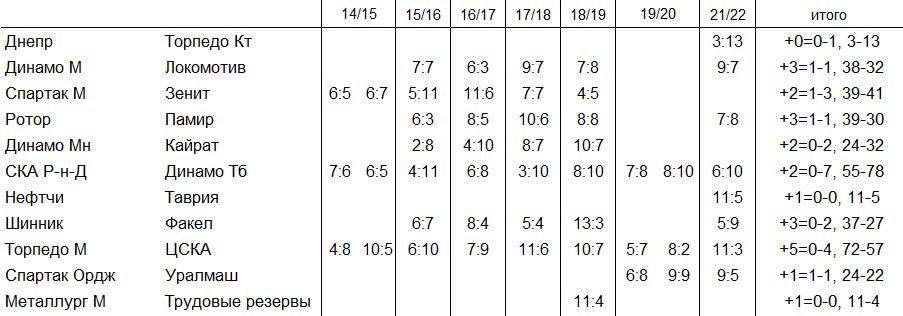 14/15 15/16 16/17 17/18 18/19 19/20 21/22 итого
Днепр Торпедо Кт 3:13 +0=0-1, 3-13
Динамо М Локомотив 7:7 6:3 9:7 7:8 9:7 +3=1-1, 38-32
Спартак М Зенит 6:5 6:7 5:11 11:6 7:7 4:5 +2=1-3, 39-41
Ротор Памир 6:3 8:5 10:6 8:8 7:8 +3=1-1, 39-30
Динамо Мн Кайрат 2:8 4:10 8:7 10:7 +2=0-2, 24-32
СКА Р-н-Д Динамо Тб 7:6 6:5 4:11 6:8 3:10 8:10 7:8 8:10 6:10 +2=0-7, 55-78
Нефтчи Таврия 11:5 +1=0-0, 11-5
Шинник Факел 6:7 8:4 5:4 13:3 5:9 +3=0-2, 37-27
Торпедо М ЦСКА 4:8 10:5 6:10 7:9 11:6 10:7 5:7 8:2 11:3 +5=0-4, 72-57
Спартак Ордж Уралмаш 6:8 9:9 9:5 +1=1-1, 24-22
Металлург М Трудовые резервы 11:4 +1=0-0, 11-4